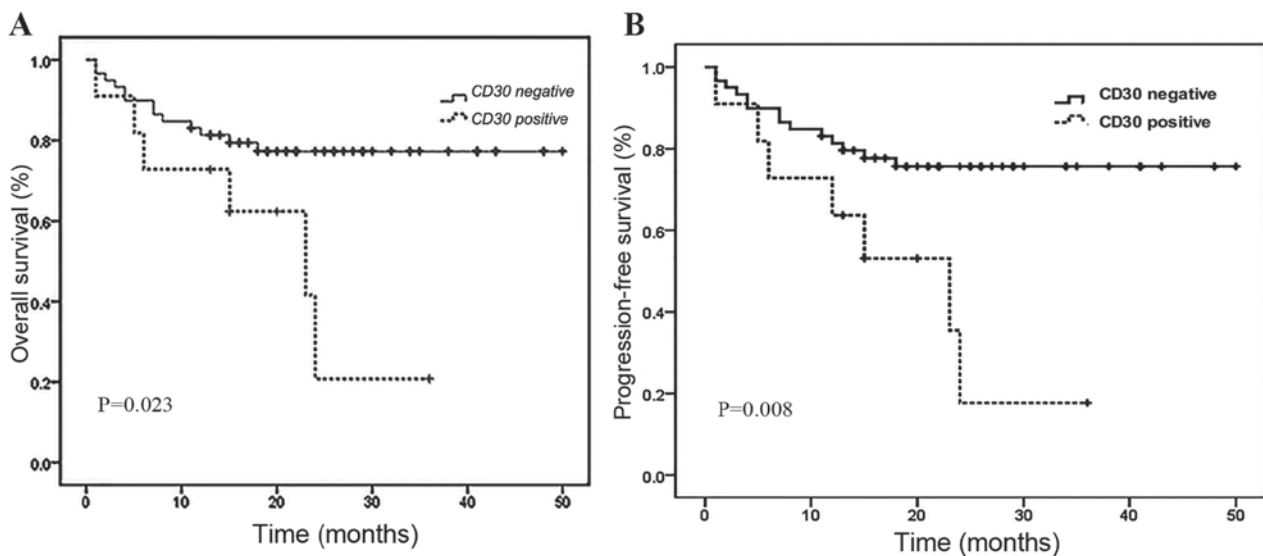 A
Overall survival (%)
1.0
0.8
0.6
0.4
0.2
0.0
CD30 negative
CD30 positive
P=0.023
0 10 20 30 40 50
Time (months)
B
Progression-free survival (%)
1.0
0.8
0.6
0.4
0.2
0.0
CD30 negative
CD30 positive
P=0.008
0 10 20 30 40 50
Time (months)